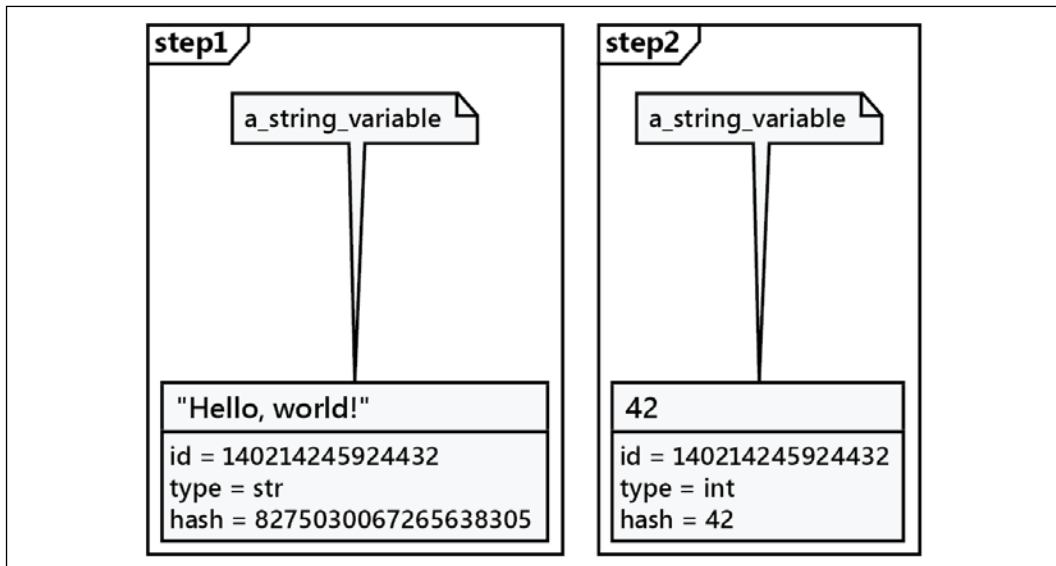 step1
a_string_variable
"Hello, world!"
id = 140214245924432
type = str
hash = 8275030067265638305
step2
a_string_variable
42
id = 140214245924432
type = int
hash = 42